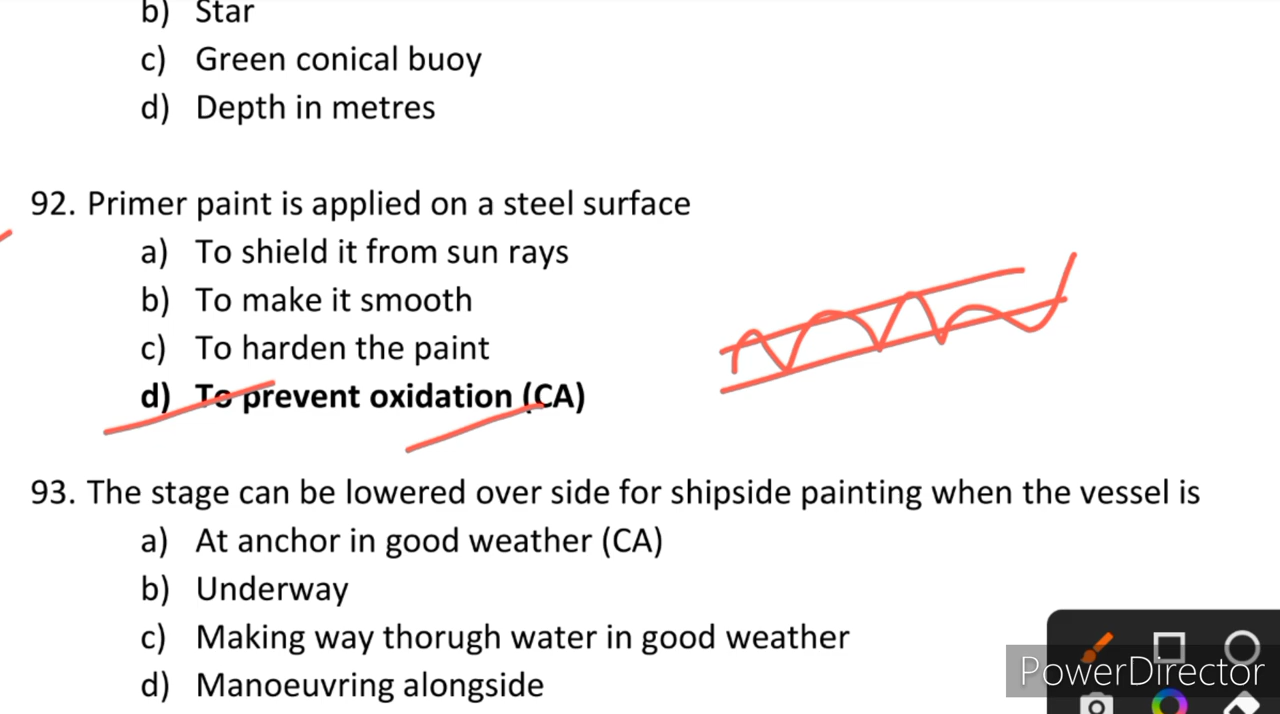 b) Star
c) Green conical buoy
d) Depth in metres
92. Primer paint is applied on a steel surface
a) To shield it from sun rays
b) To make it smooth
c) To harden the paint
d) To prevent oxidation (CA)
93. The stage can be lowered over side for shipside painting when the vessel is
a) At anchor in good weather (CA)
b) Underway
c) Making way thorugh water in good weather
d) Manoeuvring alongside
PowerDirector